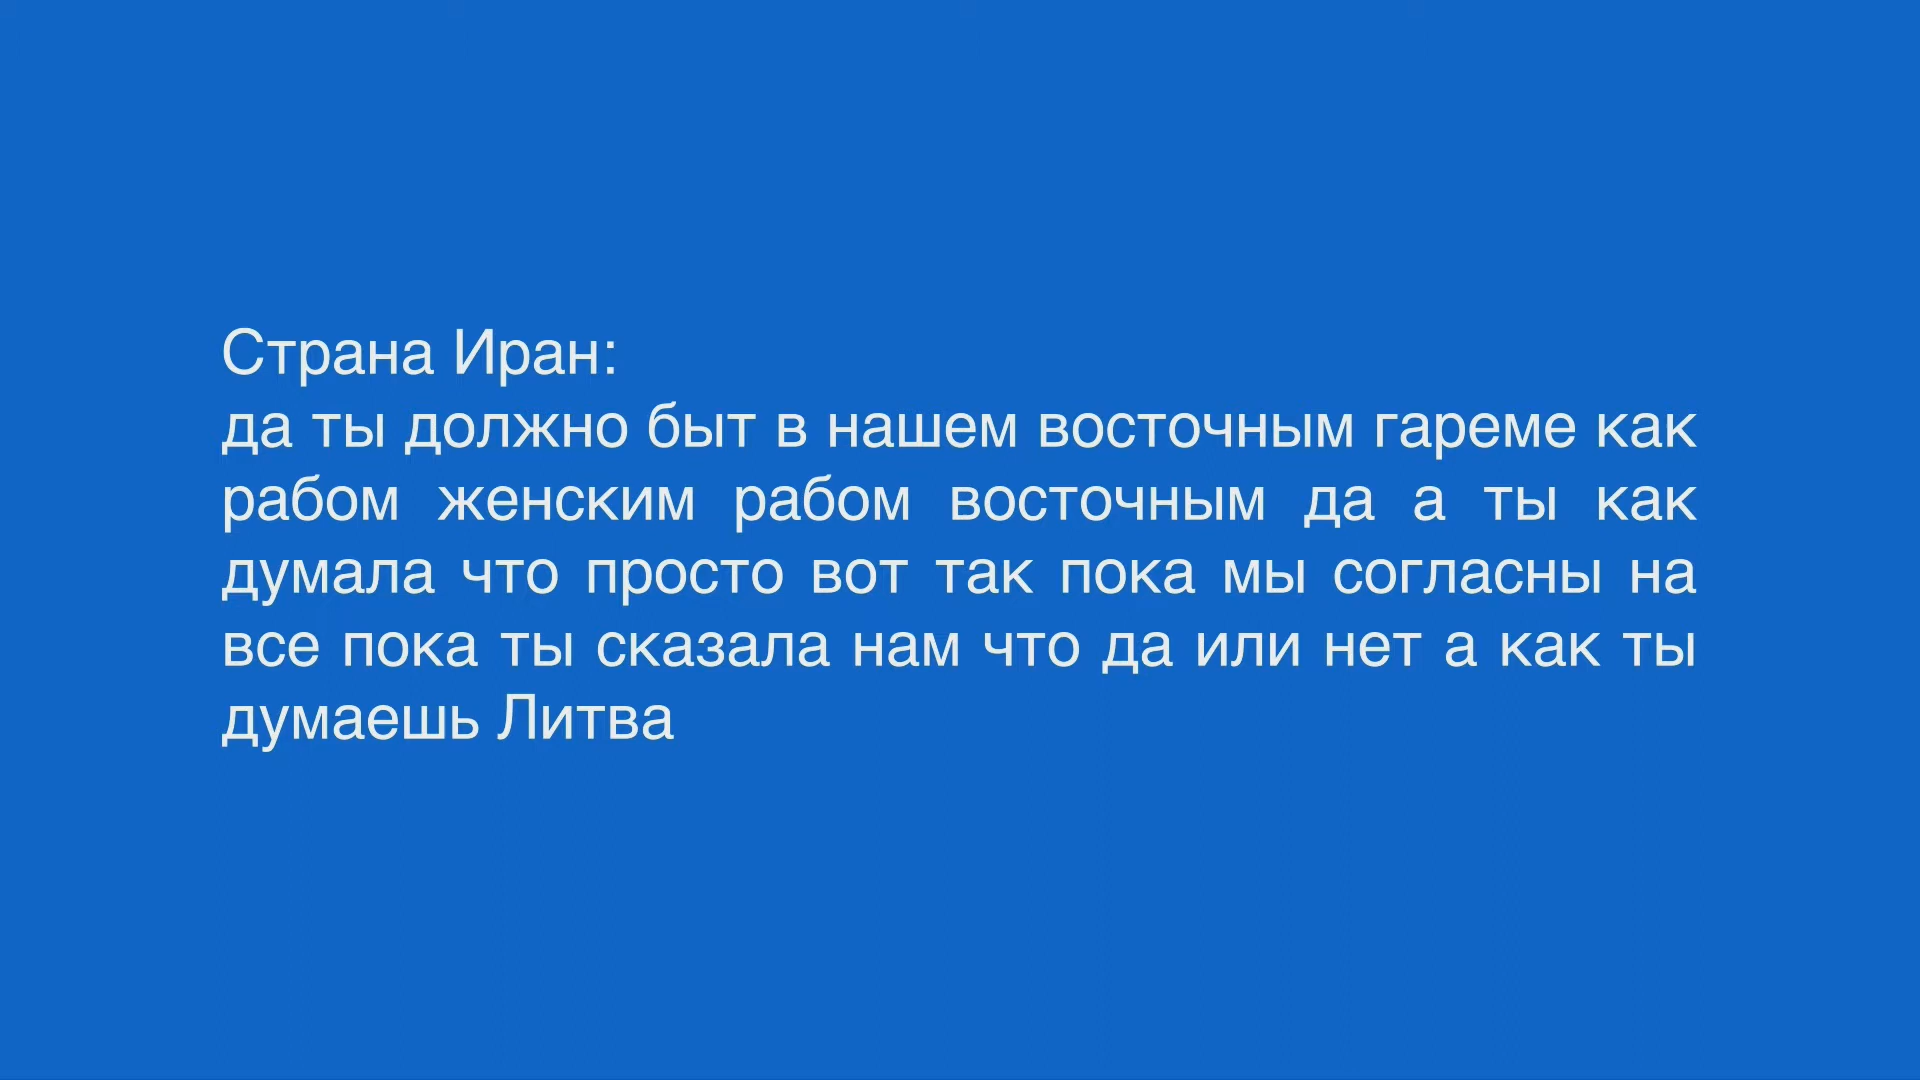 Страна Иран:
да ты должно быт в нашем восточным гареме как
рабом женским рабом восточным да а ты как
думала что просто вот так пока мы согласны на
все пока ты сказала нам что да или нет а как ты
думаешь Литва